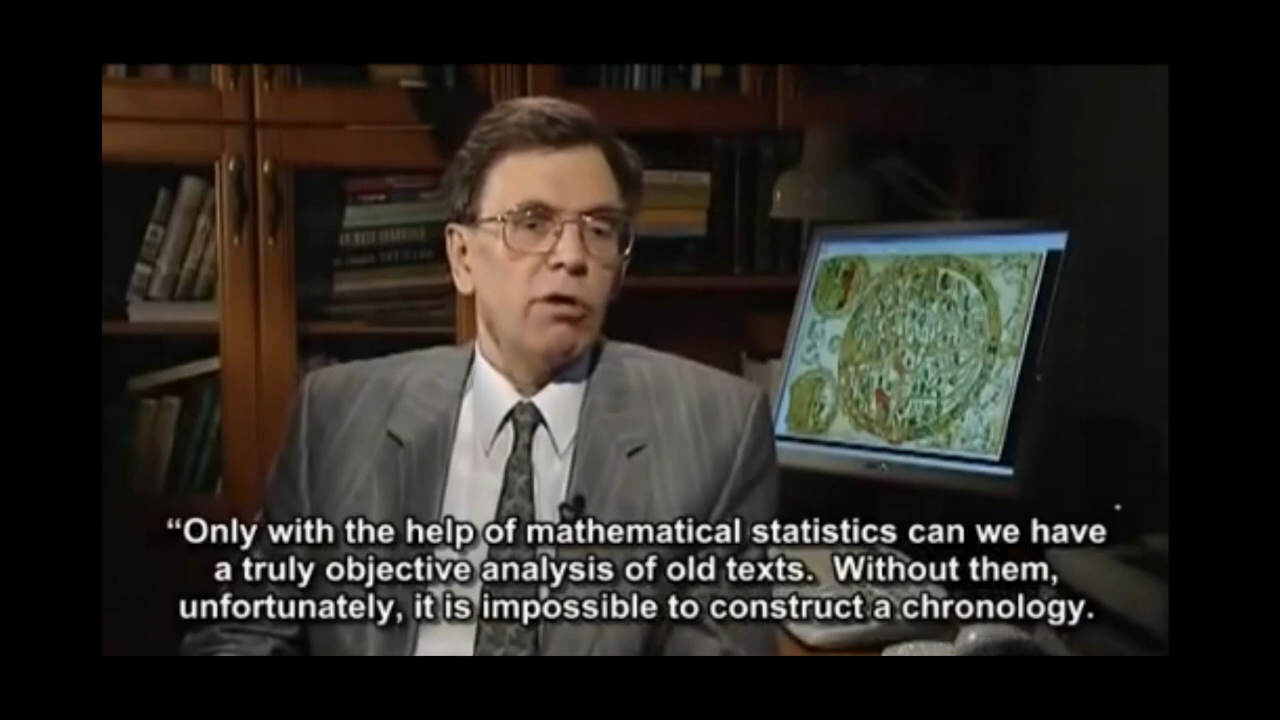 “Only with the help of mathematical statistics can we have
a truly objective analysis of old texts.  Without them,
unfortunately, it is impossible to construct a chronology.